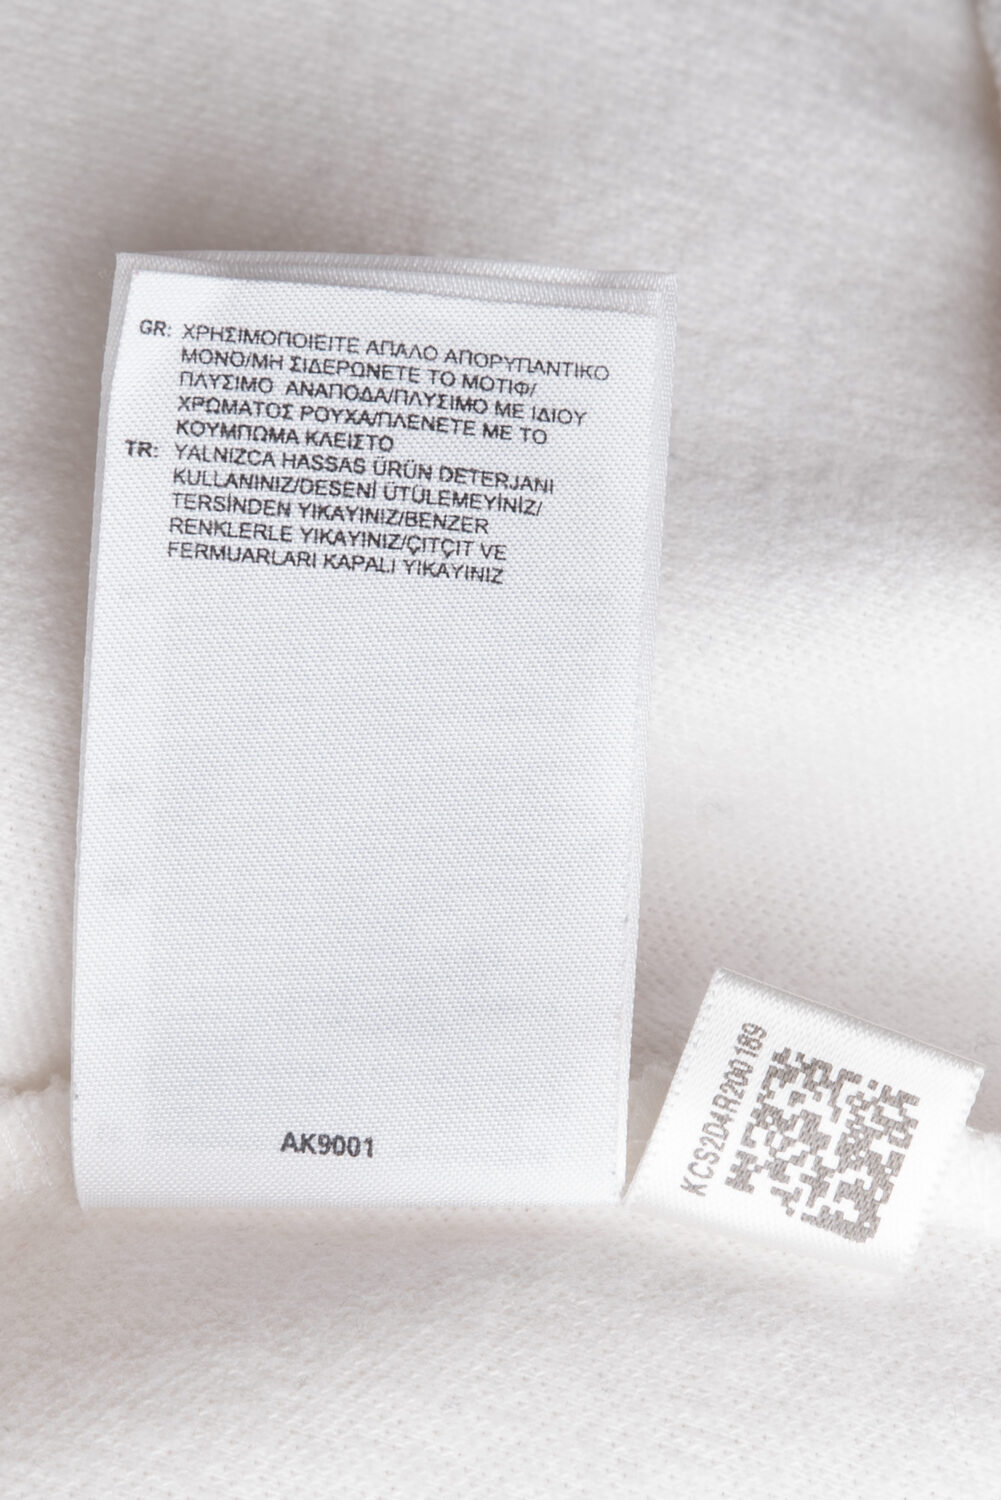 GR: ΧΡΗΣΙΜΟΠΟΙΕΙΤΕ ΑΠΑΛΟ ΑΠΟΡΥΠΑΝΤΙΚΟ
ΜΟΝΟ/ΜΗ ΣΙΔΕΡΩΝΕΤΕ ΤΟ ΜΟΤΙΦ/
ΠΛΥΣΙΜΟ ΑΝΑΠΟΔΑ/ΠΛΥΣΙΜΟ ΜΕ ΙΔΙΟΥ
ΧΡΩΜΑΤΟΣ ΡΟΥΧΑ/ΠΛΕΝΕΤΕ ΜΕ ΤΟ
ΚΟΥΜΠΩΜΑ ΚΛΕΙΣΤΟ
TR: YALNIZCA HASSAS ÜRÜN DETERJANI
KULLANINIZ/DESENİ ÜTÜLEMEYİNİZ/
TERSİNDEN YIKAYINIZ/BENZER
RENKLERLE YIKAYINIZ/ÇITÇIT VE
FERMUARLARI KAPALI YIKAYINIZ
AK9001
KCS2D4R200189